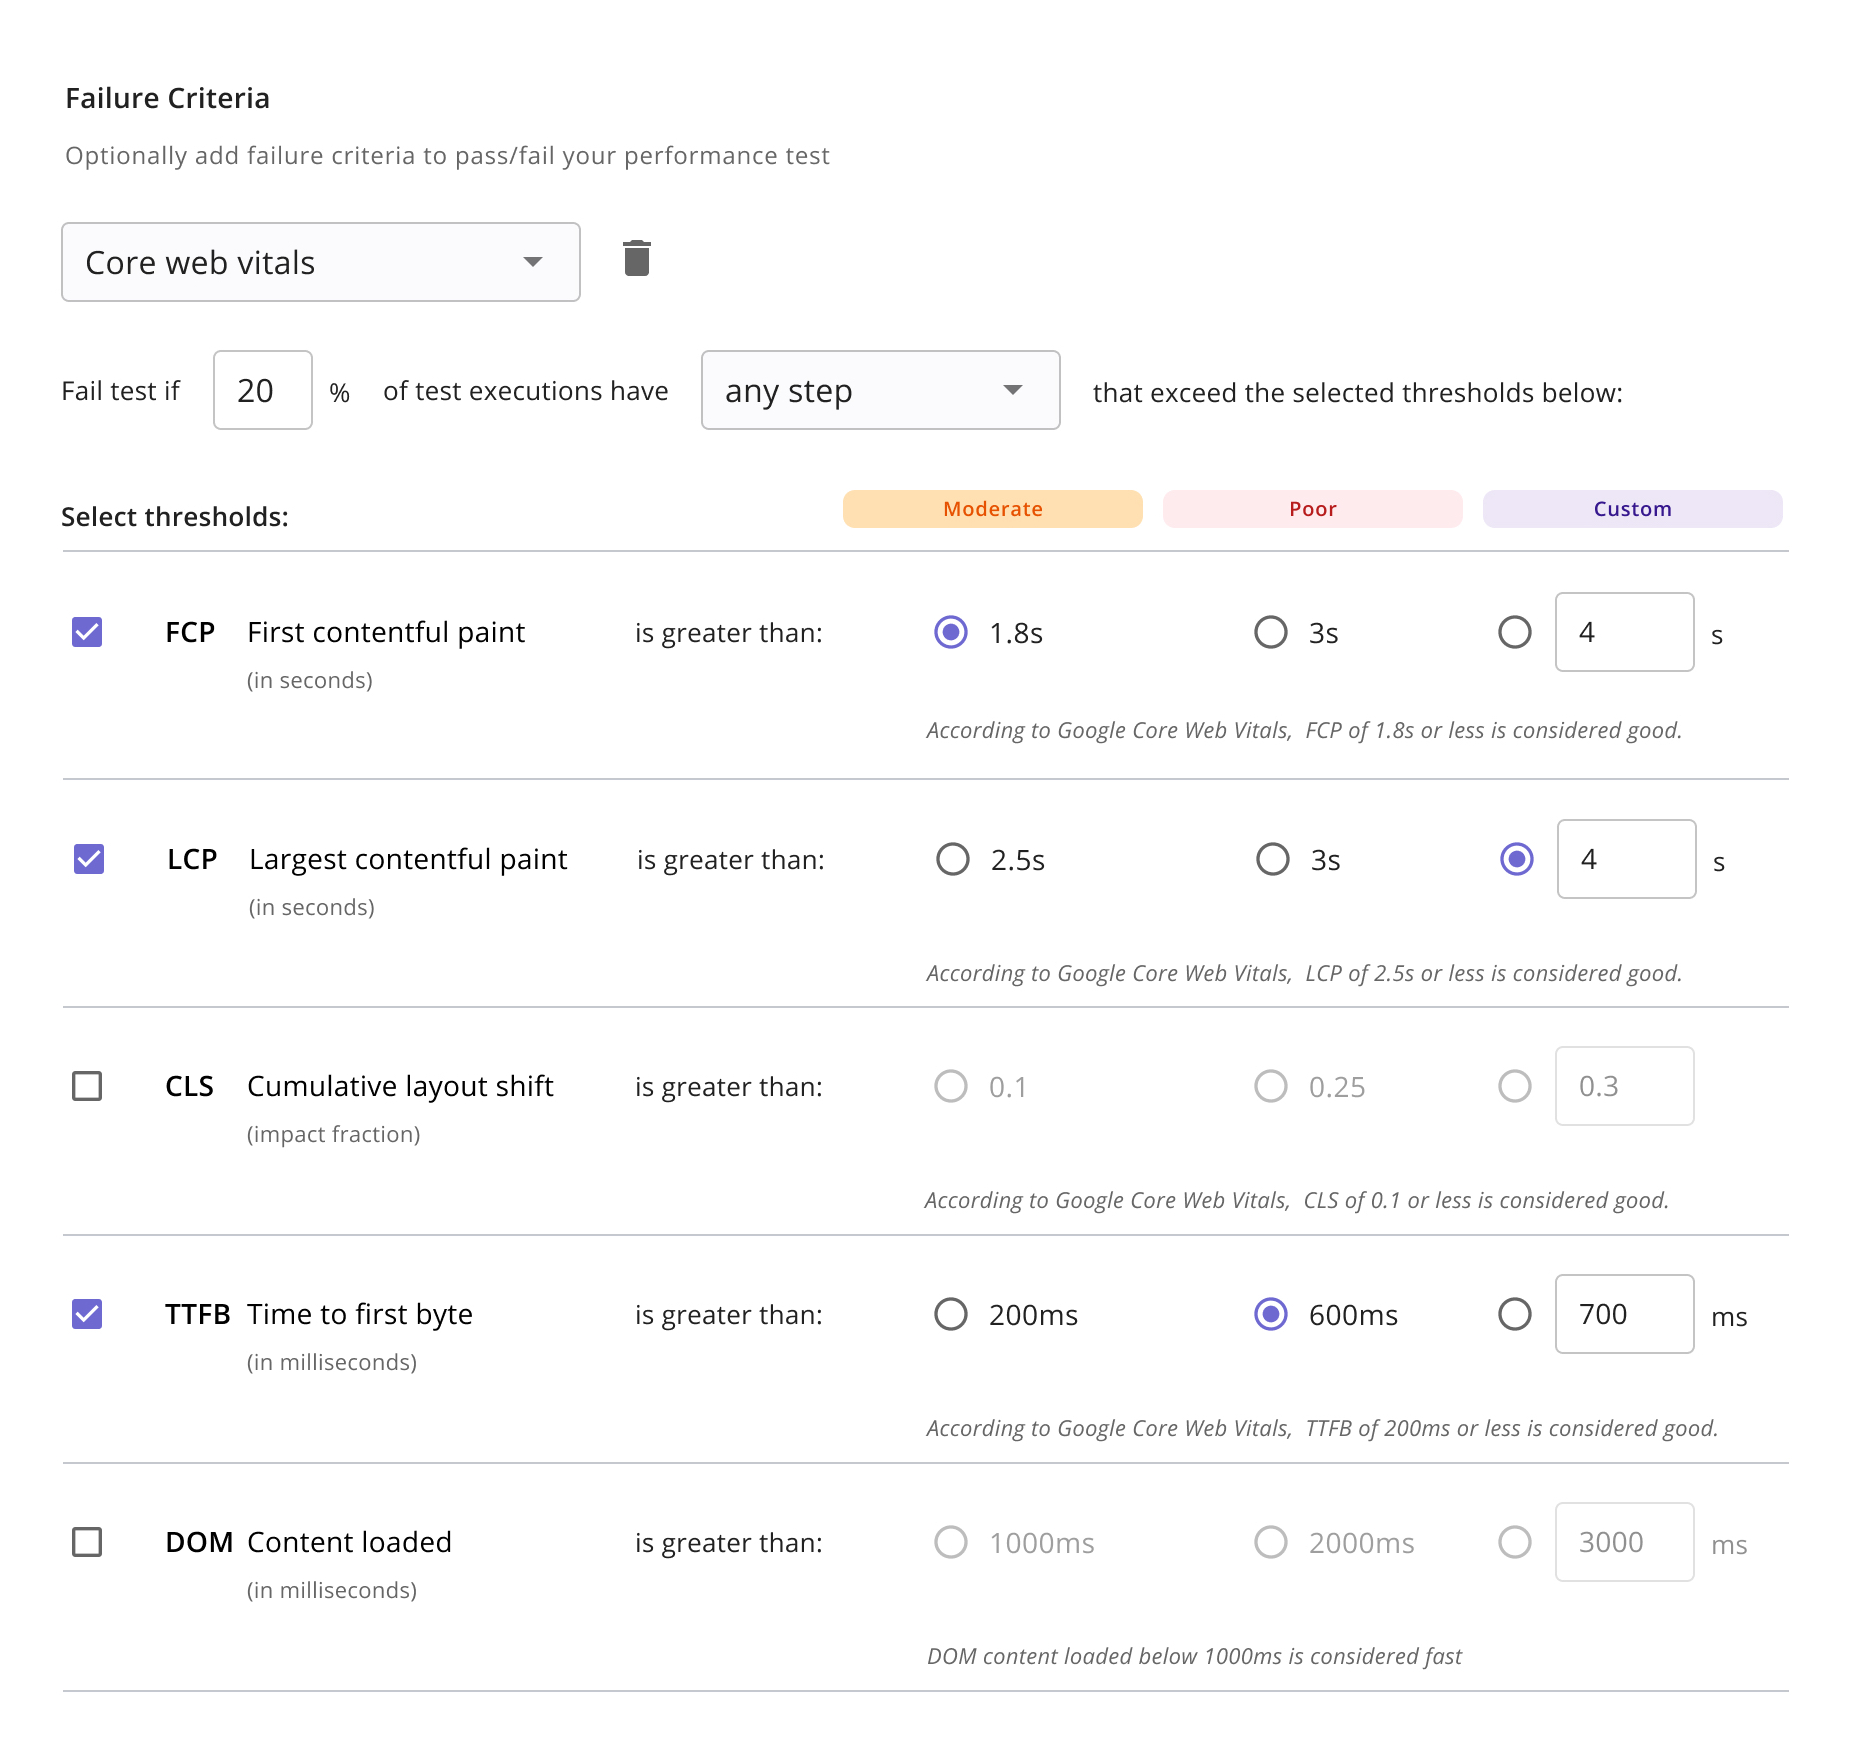 Failure Criteria
Optionally add failure criteria to pass/fail your performance test
Core web vitals
Fail test if 20 % of test executions have any step that exceed the selected thresholds below:
Select thresholds: Moderate Poor Custom
FCP First contentful paint is greater than: 1.8s 3s 4 s
(in seconds)
According to Google Core Web Vitals, FCP of 1.8s or less is considered good.
LCP Largest contentful paint is greater than: 2.5s 3s 4 s
(in seconds)
According to Google Core Web Vitals, LCP of 2.5s or less is considered good.
CLS Cumulative layout shift is greater than: 0.1 0.25 0.3
(impact fraction)
According to Google Core Web Vitals, CLS of 0.1 or less is considered good.
TTFB Time to first byte is greater than: 200ms 600ms 700 ms
(in milliseconds)
According to Google Core Web Vitals, TTFB of 200ms or less is considered good.
DOM Content loaded is greater than: 1000ms 2000ms 3000 ms
(in milliseconds)
DOM content loaded below 1000ms is considered fast